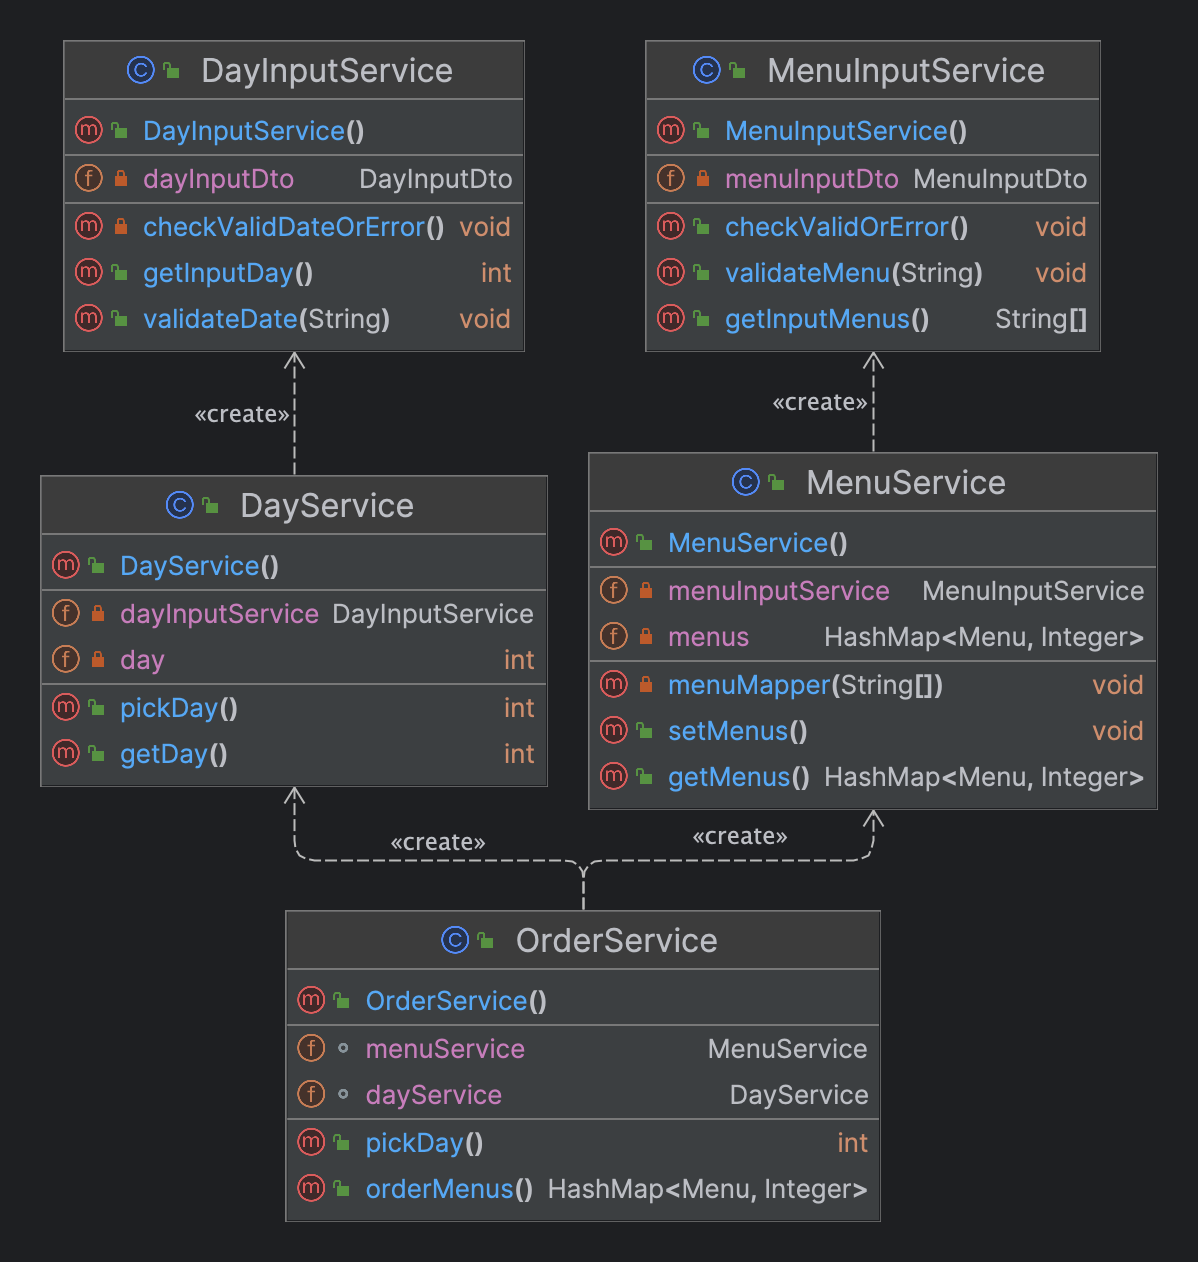 DayInputService
DayInputService()
dayInputDto DayInputDto
checkValidDateOrError() void
getInputDay() int
validateDate(String) void
MenuInputService
MenuInputService()
menuInputDto MenuInputDto
checkValidOrError() void
validateMenu(String) void
getInputMenus() String[]
«create»
«create»
DayService
DayService()
dayInputService DayInputService
day int
pickDay() int
getDay() int
MenuService
MenuService()
menuInputService MenuInputService
menus HashMap<Menu, Integer>
menuMapper(String[]) void
setMenus() void
getMenus() HashMap<Menu, Integer>
«create»
«create»
OrderService
OrderService()
menuService MenuService
dayService DayService
pickDay() int
orderMenus() HashMap<Menu, Integer>